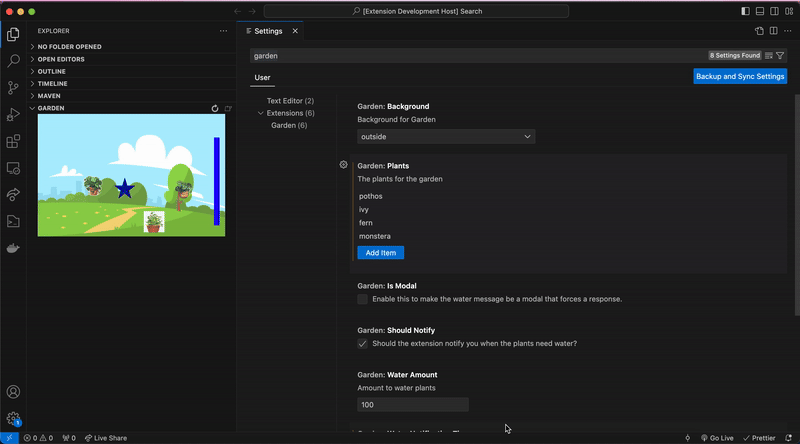 [Extension Development Host] Search
EXPLORER
Settings
NO FOLDER OPENED
OPEN EDITORS
OUTLINE
TIMELINE
MAVEN
GARDEN
garden
8 Settings Found
User
Backup and Sync Settings
Text Editor (2)
Extensions (6)
Garden (6)
Garden: Background
Background for Garden
outside
Garden: Plants
The plants for the garden
pothos
ivy
fern
monstera
Add Item
Garden: Is Modal
Enable this to make the water message be a modal that forces a response.
Garden: Should Notify
Should the extension notify you when the plants need water?
Garden: Water Amount
Amount to water plants
100
1
0 0 0 Live Share
Go Live Prettier